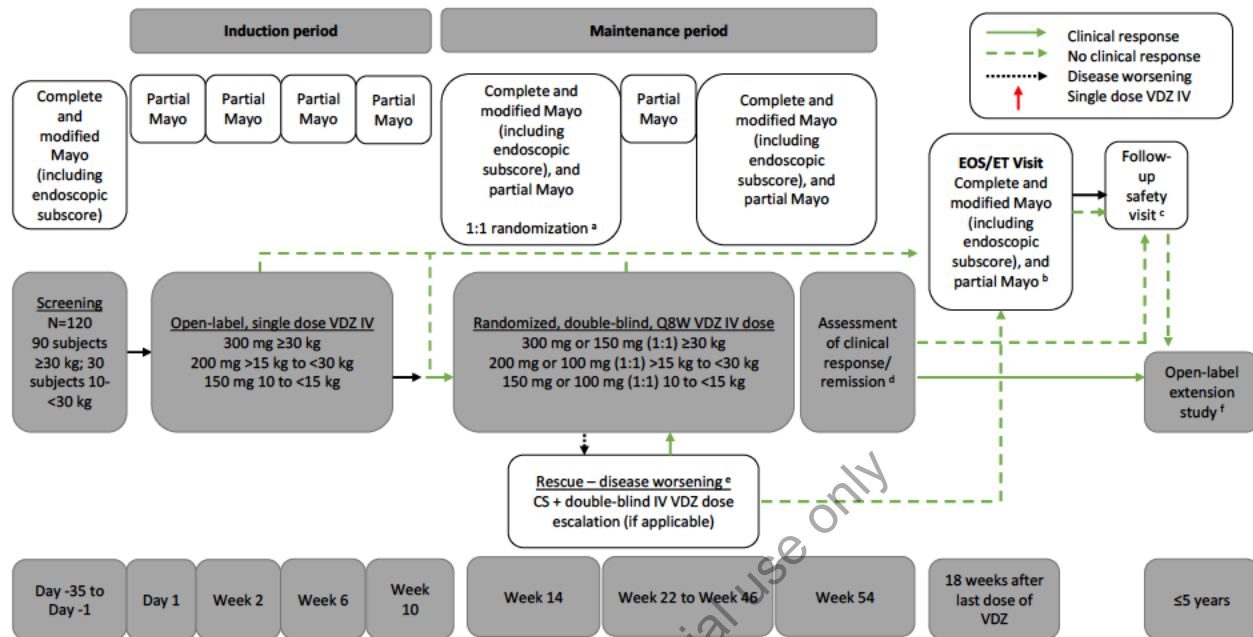 Induction period
Maintenance period
Clinical response
No clinical response
Disease worsening
Single dose VDZ IV
Complete
and
modified
Mayo
(including
endoscopic
subscore)
Partial
Mayo
Partial
Mayo
Partial
Mayo
Partial
Mayo
Complete and
modified Mayo
(including
endoscopic
subscore), and
partial Mayo
1:1 randomization a
Partial
Mayo
Complete and
modified Mayo
(including
endoscopic
subscore), and
partial Mayo
EOS/ET Visit
Complete and
modified Mayo
(including
endoscopic
subscore), and
partial Mayo b
Follow-
up
safety
visit c
Screening
N=120
90 subjects
≥30 kg; 30
subjects 10-
<30 kg
Open-label, single dose VDZ IV
300 mg ≥30 kg
200 mg >15 kg to <30 kg
150 mg 10 to <15 kg
Randomized, double-blind, Q8W VDZ IV dose
300 mg or 150 mg (1:1) ≥30 kg
200 mg or 100 mg (1:1) >15 kg to <30 kg
150 mg or 100 mg (1:1) 10 to <15 kg
Assessment
of clinical
response/
remission d
Open-label
extension
study f
Rescue – disease worsening e
CS + double-blind IV VDZ dose
escalation (if applicable)
Day -35 to
Day -1
Day 1
Week 2
Week 6
Week
10
Week 14
Week 22 to Week 46
Week 54
18 weeks after
last dose of
VDZ
≤5 years
use only